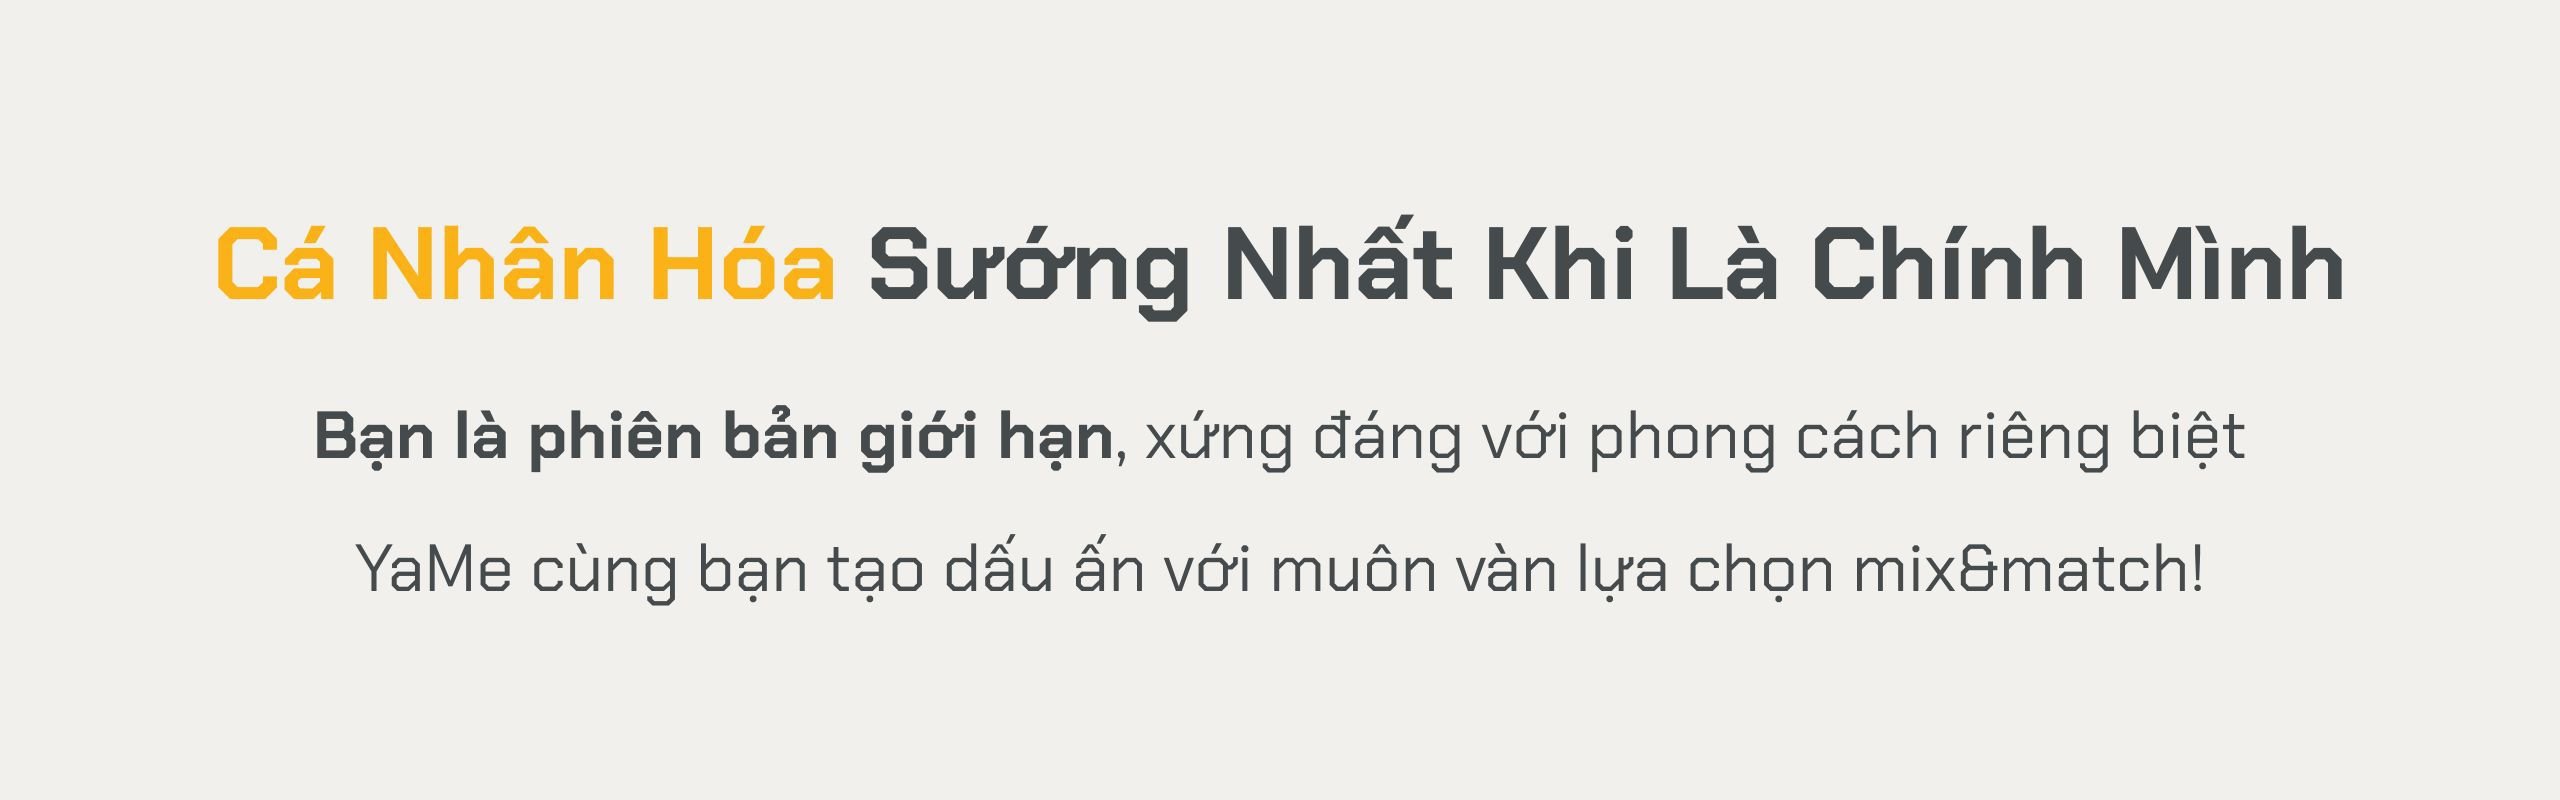 Cá Nhân Hóa Sướng Nhất Khi Là Chính Mình
Bạn là phiên bản giới hạn, xứng đáng với phong cách riêng biệt
YaMe cùng bạn tạo dấu ấn với muôn vàn lựa chọn mix&match!